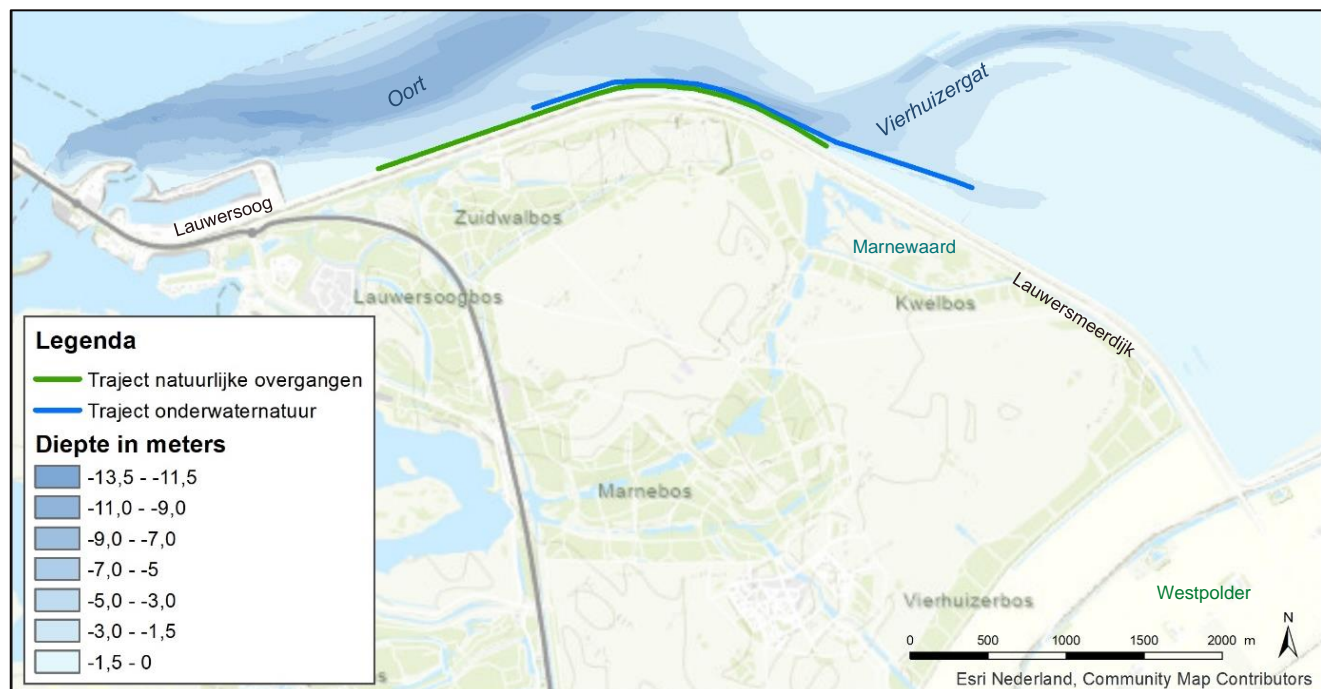 Oort
Vierhuizergat
Lauwersoog
Zuidwalbos
Marnewaard
Lauwersoogbos
Kwelbos
Lauwersmeerdijk
Marnebos
Vierhuizerbos
Westpolder
Legenda
Traject natuurlijke overgangen
Traject onderwaternatuur
Diepte in meters
-13,5 - -11,5
-11,0 - -9,0
-9,0 - -7,0
-7,0 - -5
-5,0 - -3,0
-3,0 - -1,5
-1,5 - 0
0 500 1000 1500 2000 m
N
Esri Nederland, Community Map Contributors